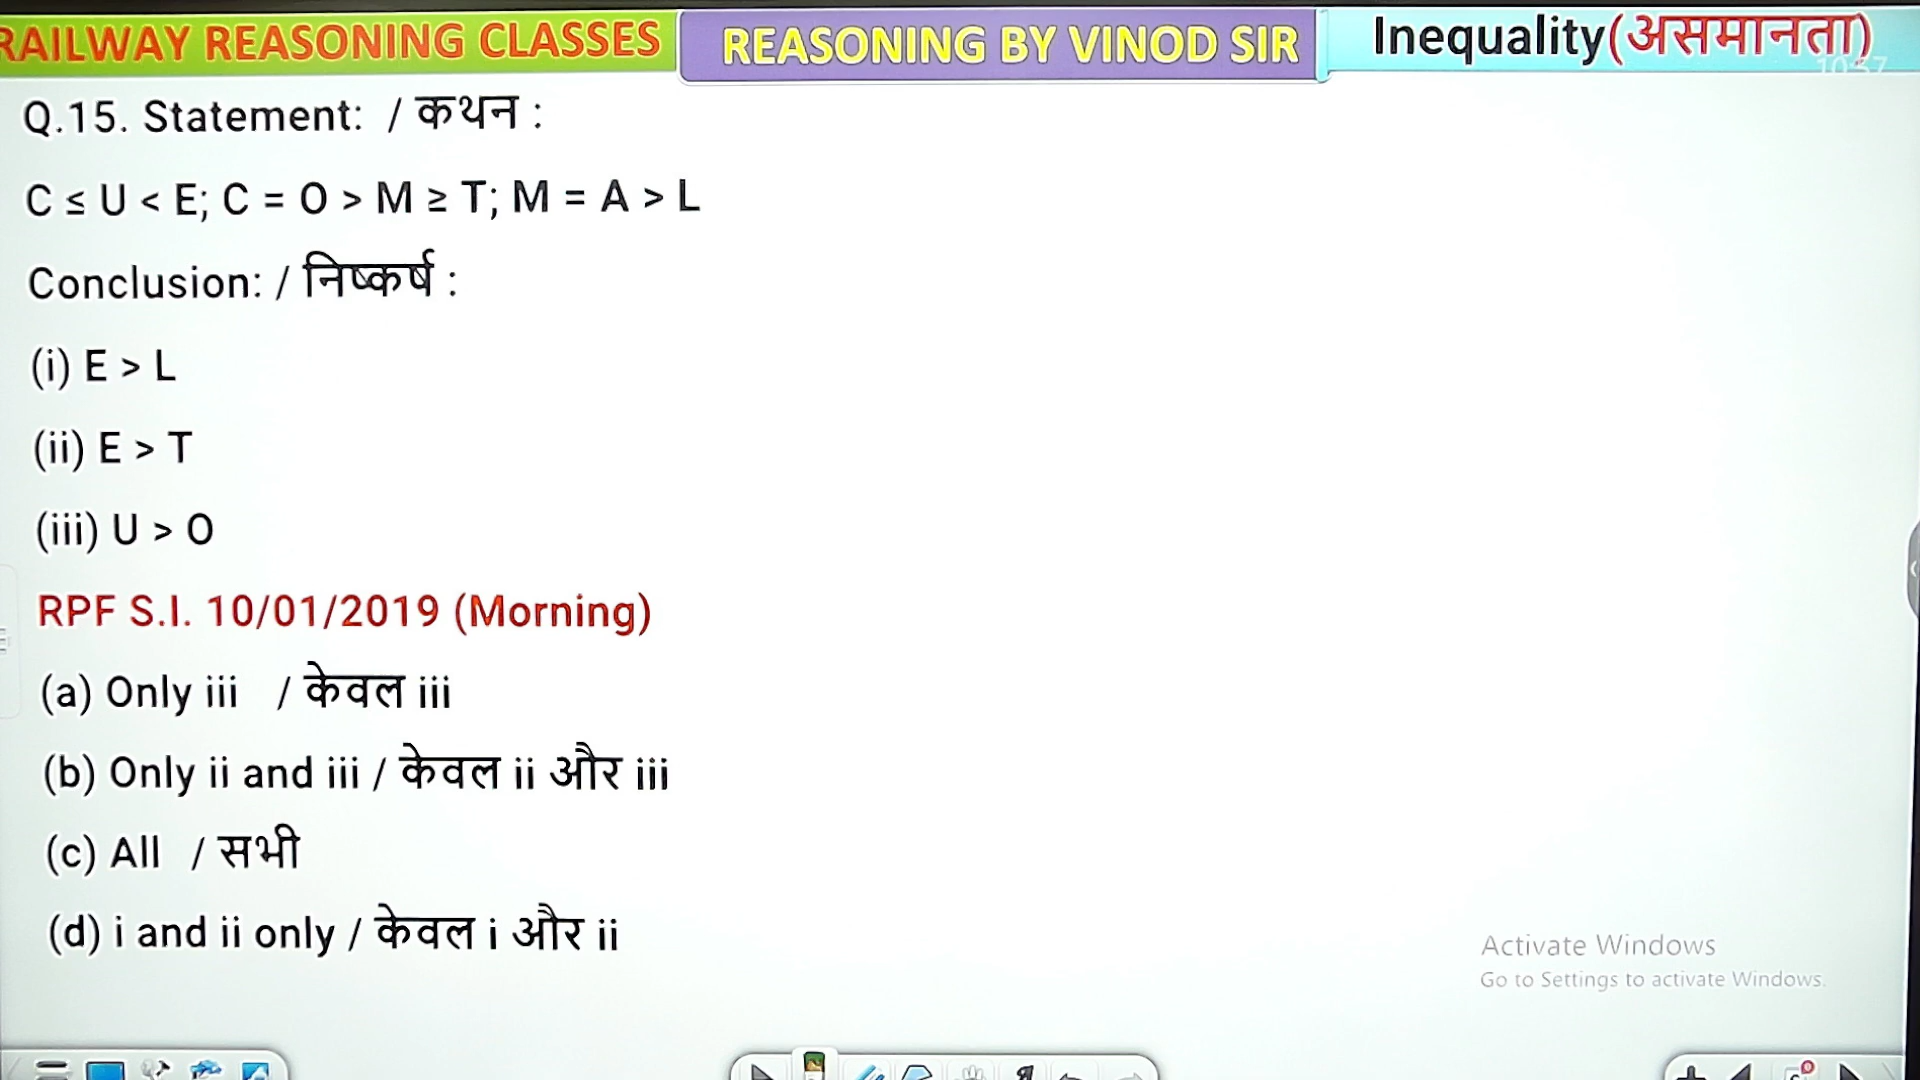 RAILWAY REASONING CLASSES
REASONING BY VINOD SIR
Inequality(असमानता)
10:37
Q.15. Statement: / कथन :
C ≤ U < E; C = O > M ≥ T; M = A > L
Conclusion: / निष्कर्ष :
(i) E > L
(ii) E > T
(iii) U > O
RPF S.I. 10/01/2019 (Morning)
(a) Only iii / केवल iii
(b) Only ii and iii / केवल ii और iii
(c) All / सभी
(d) i and ii only / केवल i और ii
Activate Windows
Go to Settings to activate Windows.